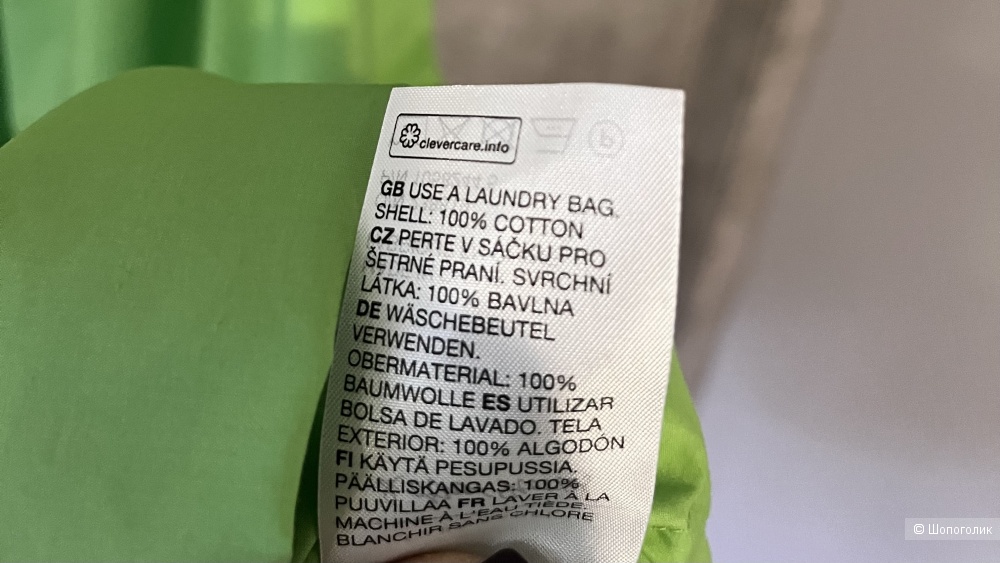 clevercare.info
GB USE A LAUNDRY BAG.
SHELL: 100% COTTON
CZ PERTE V SÁČKU PRO
ŠETRNÉ PRANÍ. SVRCHNÍ
LÁTKA: 100% BAVLNA
DE WÄSCHEBEUTEL
VERWENDEN.
OBERMATERIAL: 100%
BAUMWOLLE ES UTILIZAR
BOLSA DE LAVADO. TELA
EXTERIOR: 100% ALGODÓN
FI KÄYTÄ PESUPUSSIA.
PÄÄLLISKANGAS: 100%
PUUVILLAA FR LAVER À LA
MACHINE À L'EAU TIÈDE.
BLANCHIR SANS CHLORE
© Шопоголик